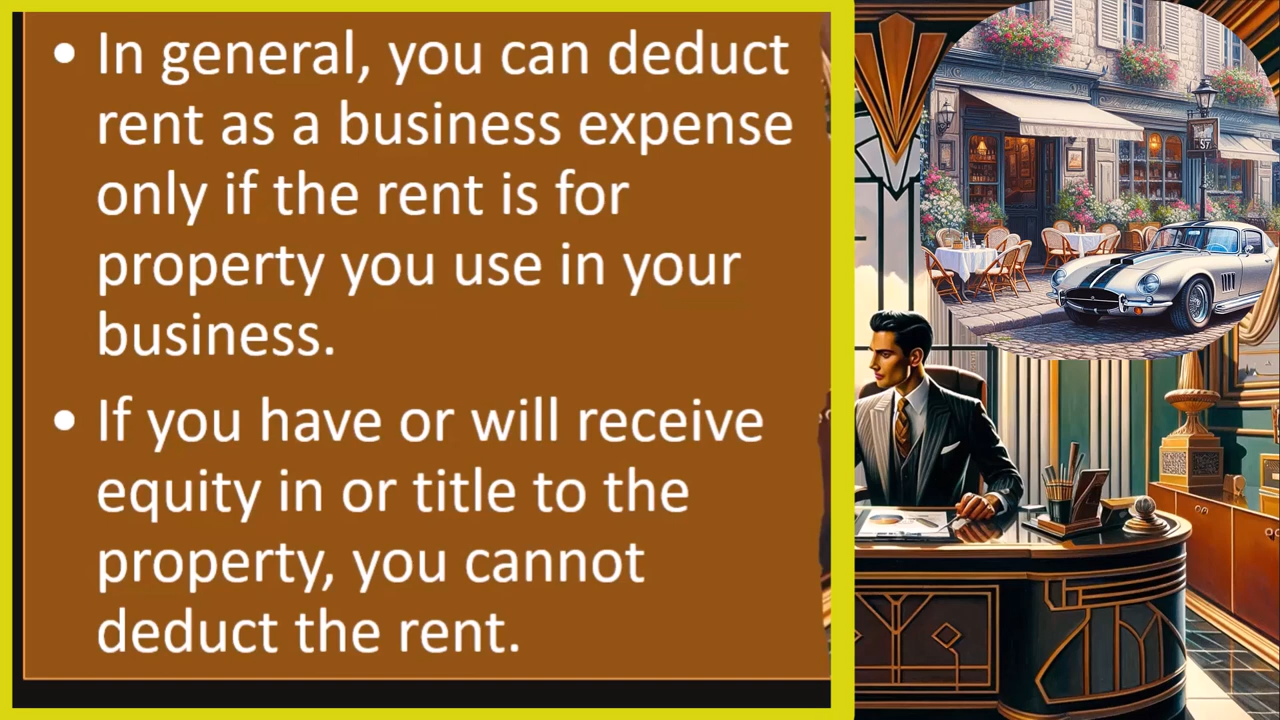 • In general, you can deduct
rent as a business expense
only if the rent is for
property you use in your
business.
• If you have or will receive
equity in or title to the
property, you cannot
deduct the rent.